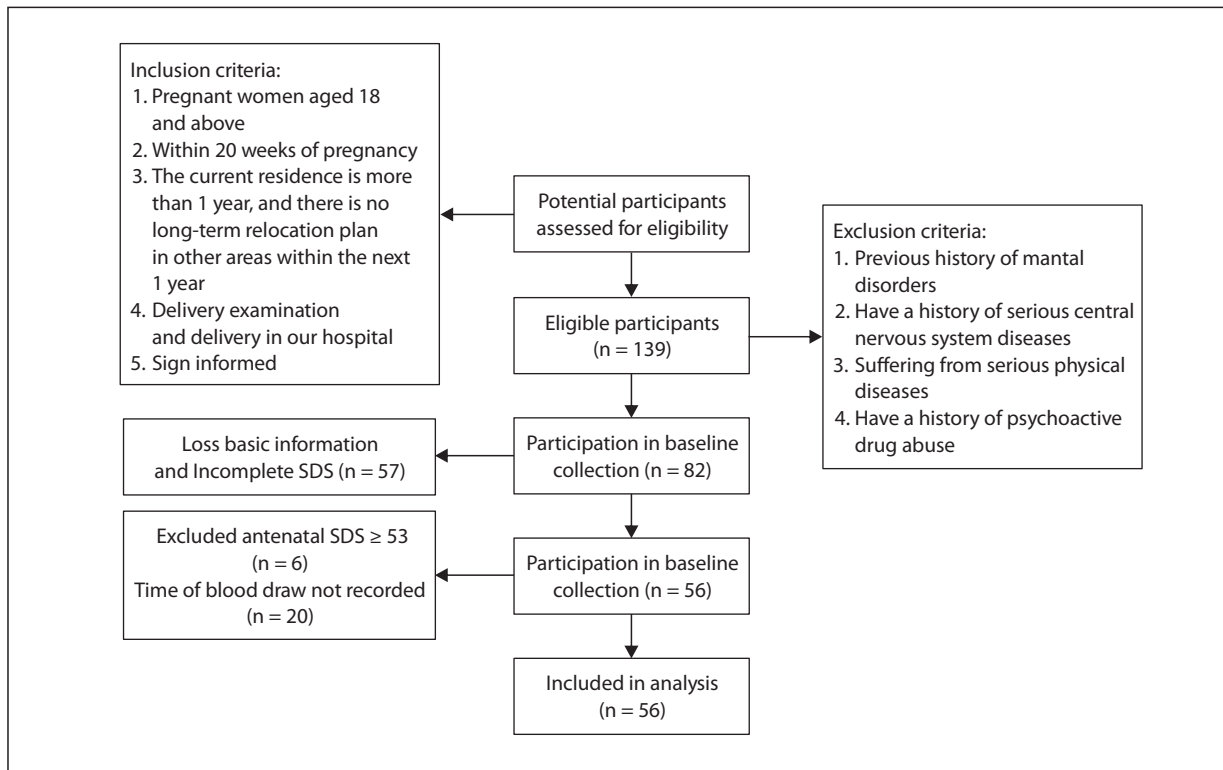 Inclusion criteria:
1. Pregnant women aged 18
and above
2. Within 20 weeks of pregnancy
3. The current residence is more
than 1 year, and there is no
long-term relocation plan
in other areas within the next
1 year
4. Delivery examination
and delivery in our hospital
5. Sign informed
Potential participants
assessed for eligibility
Exclusion criteria:
1. Previous history of mantal
disorders
2. Have a history of serious central
nervous system diseases
3. Suffering from serious physical
diseases
4. Have a history of psychoactive
drug abuse
Eligible participants
(n = 139)
Loss basic information
and Incomplete SDS (n = 57)
Participation in baseline
collection (n = 82)
Excluded antenatal SDS ≥ 53
(n = 6)
Time of blood draw not recorded
(n = 20)
Participation in baseline
collection (n = 56)
Included in analysis
(n = 56)